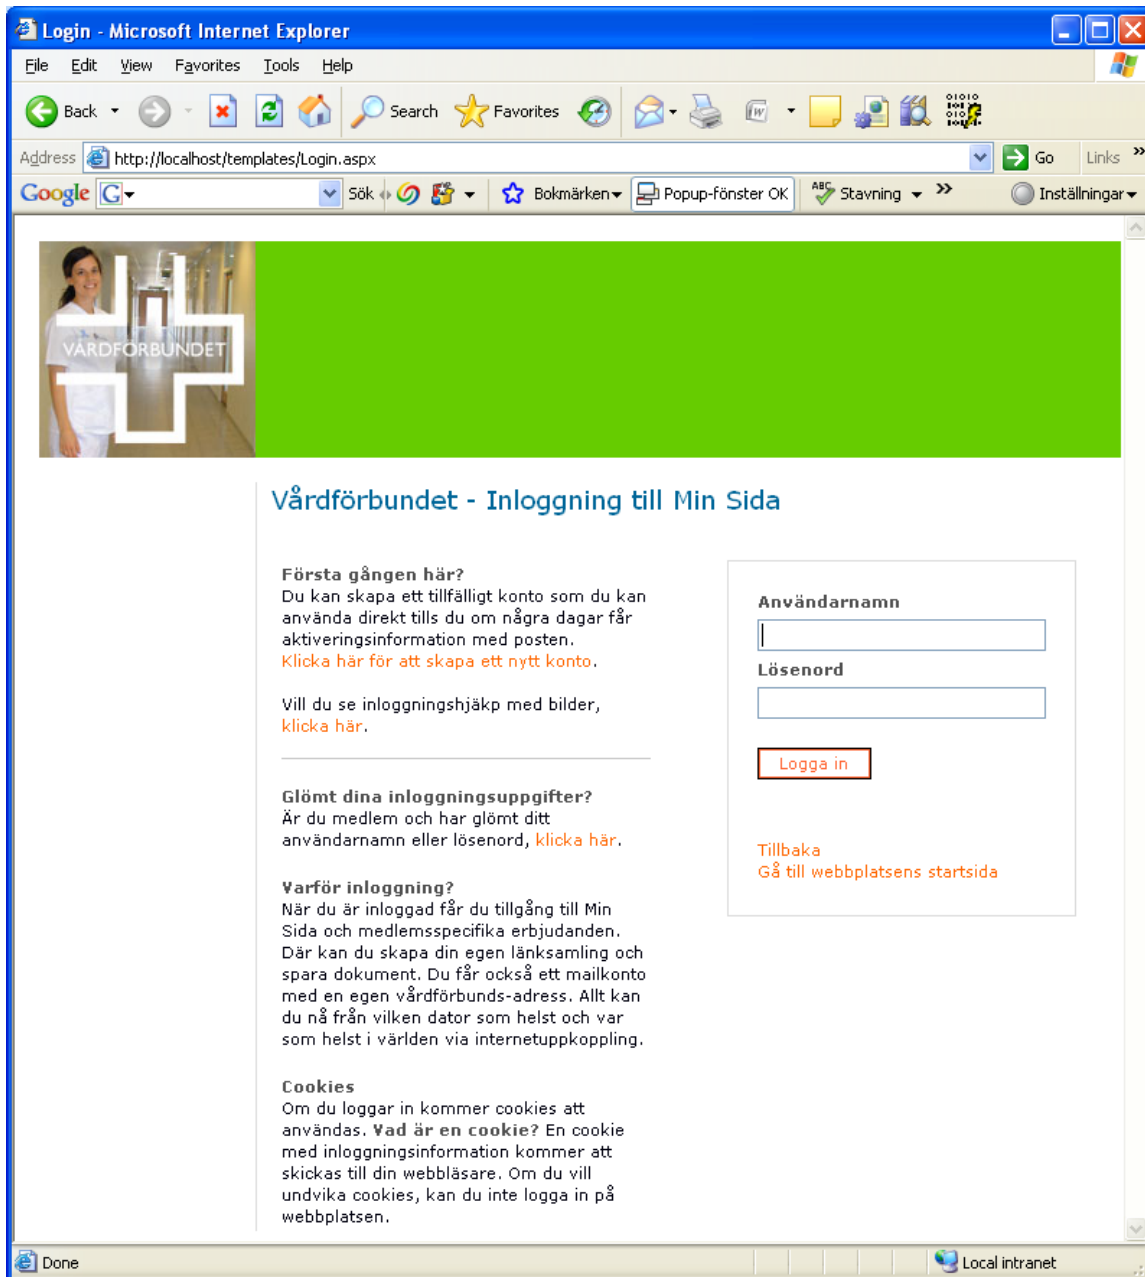 Login - Microsoft Internet Explorer
File Edit View Favorites Tools Help
Back Search Favorites
Address http://localhost/templates/Login.aspx Go Links »
Google G Sök Bokmärken Popup-fönster OK ABC Stavning » Inställningar
VÅRDFÖRBUNDET
Vårdförbundet - Inloggning till Min Sida
Första gången här?
Du kan skapa ett tillfälligt konto som du kan
använda direkt tills du om några dagar får
aktiveringsinformation med posten.
Klicka här för att skapa ett nytt konto.
Vill du se inloggningshjäkp med bilder,
klicka här.
Glömt dina inloggningsuppgifter?
Är du medlem och har glömt ditt
användarnamn eller lösenord, klicka här.
Varför inloggning?
När du är inloggad får du tillgång till Min
Sida och medlemsspecifika erbjudanden.
Där kan du skapa din egen länksamling och
spara dokument. Du får också ett mailkonto
med en egen vårdförbunds-adress. Allt kan
du nå från vilken dator som helst och var
som helst i världen via internetuppkoppling.
Cookies
Om du loggar in kommer cookies att
användas. Vad är en cookie? En cookie
med inloggningsinformation kommer att
skickas till din webbläsare. Om du vill
undvika cookies, kan du inte logga in på
webbplatsen.
Användarnamn
Lösenord
Logga in
Tillbaka
Gå till webbplatsens startsida
Done Local intranet